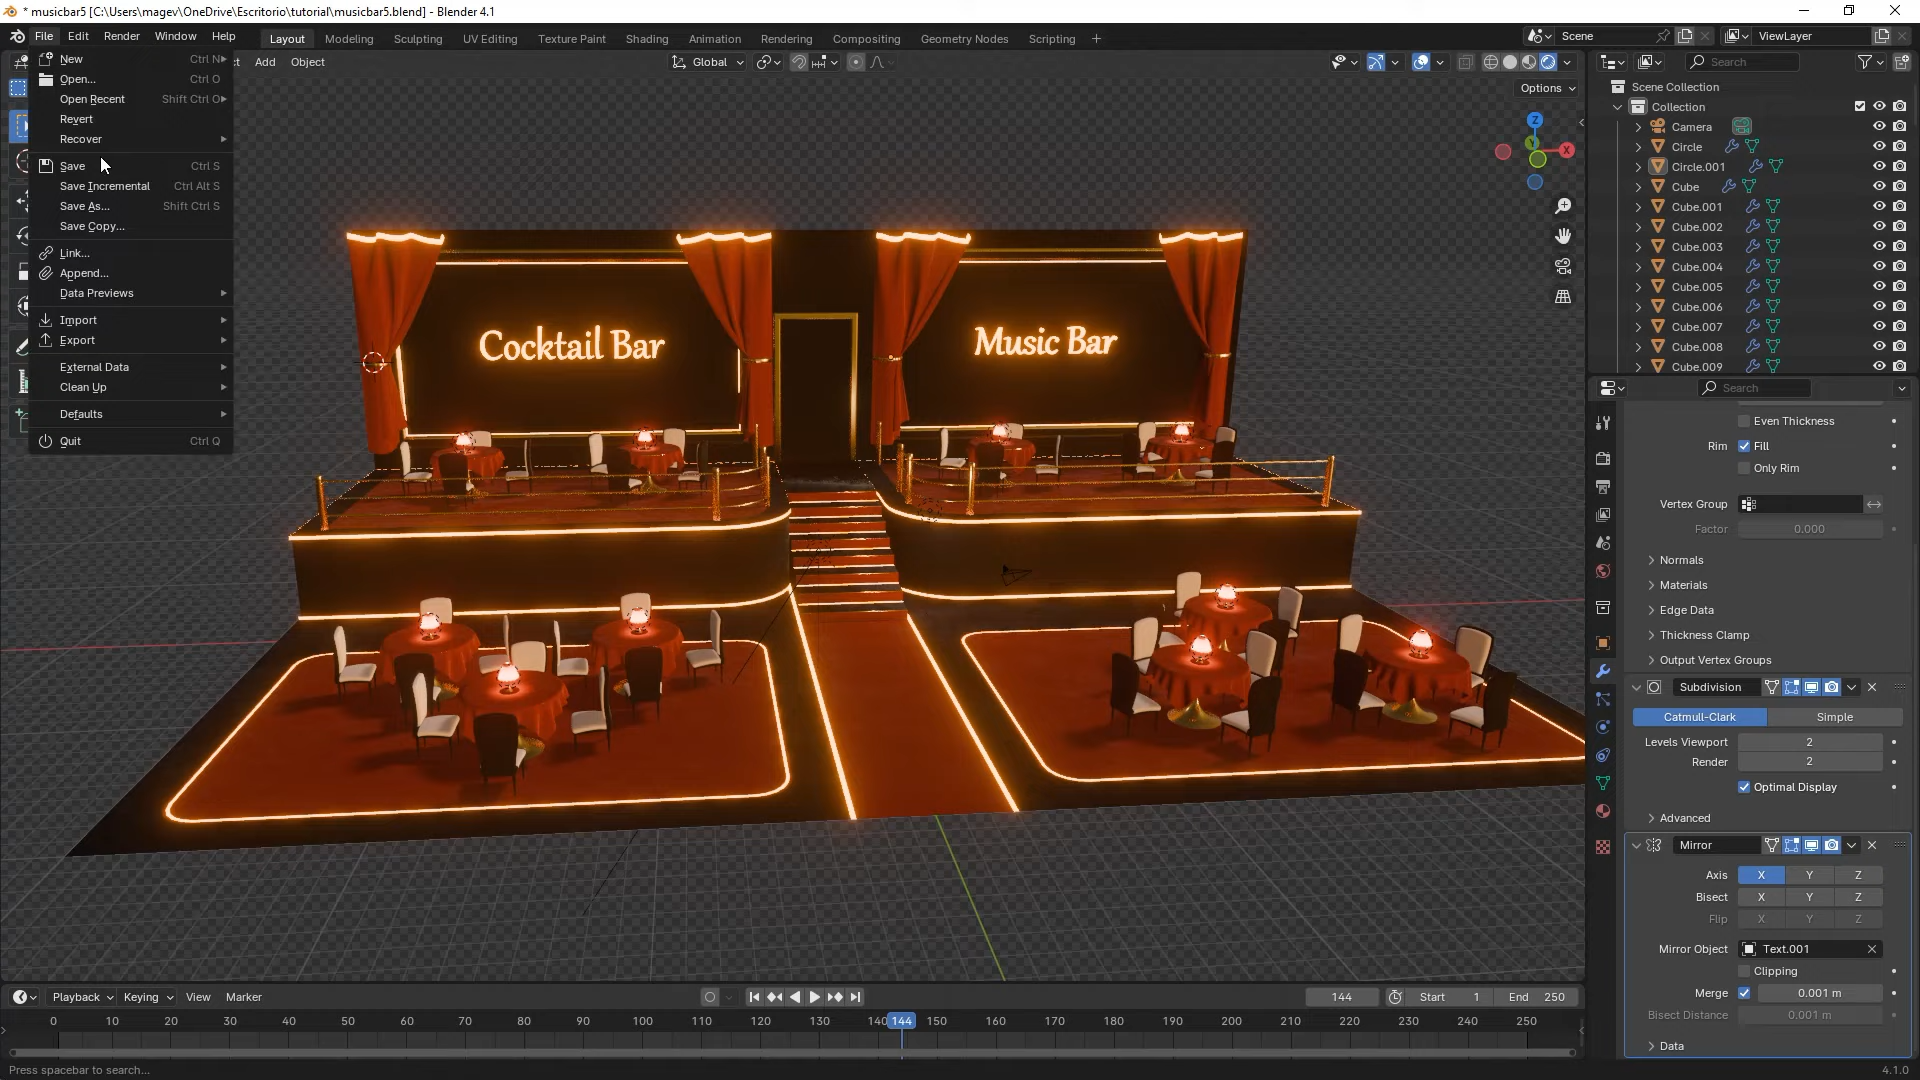 * musicbar5 [C:\Users\magev\OneDrive\Escritorio\tutorial\musicbar5.blend] - Blender 4.1
File Edit Render Window Help
Layout Modeling Sculpting UV Editing Texture Paint Shading Animation Rendering Compositing Geometry Nodes Scripting +
Scene
ViewLayer
Add Object
Global
Options
New Ctrl N
Open... Ctrl O
Open Recent Shift Ctrl O
Revert
Recover
Save Ctrl S
Save Incremental Ctrl Alt S
Save As... Shift Ctrl S
Save Copy...
Link...
Append...
Data Previews
Import
Export
External Data
Clean Up
Defaults
Quit Ctrl Q
Z
X
Cocktail Bar
Music Bar
Search
Scene Collection
Collection
Camera
Circle
Circle.001
Cube
Cube.001
Cube.002
Cube.003
Cube.004
Cube.005
Cube.006
Cube.007
Cube.008
Cube.009
Search
Even Thickness
Rim Fill
Only Rim
Vertex Group
Factor 0.000
Normals
Materials
Edge Data
Thickness Clamp
Output Vertex Groups
Subdivision
Catmull-Clark Simple
Levels Viewport 2
Render 2
Optimal Display
Advanced
Mirror
Axis X Y Z
Bisect X Y Z
Flip X Y Z
Mirror Object Text.001
Clipping
Merge 0.001 m
Bisect Distance 0.001 m
Data
Playback Keying View Marker
144 Start 1 End 250
0 10 20 30 40 50 60 70 80 90 100 110 120 130 140 144 150 160 170 180 190 200 210 220 230 240 250
Press spacebar to search...
4.1.0